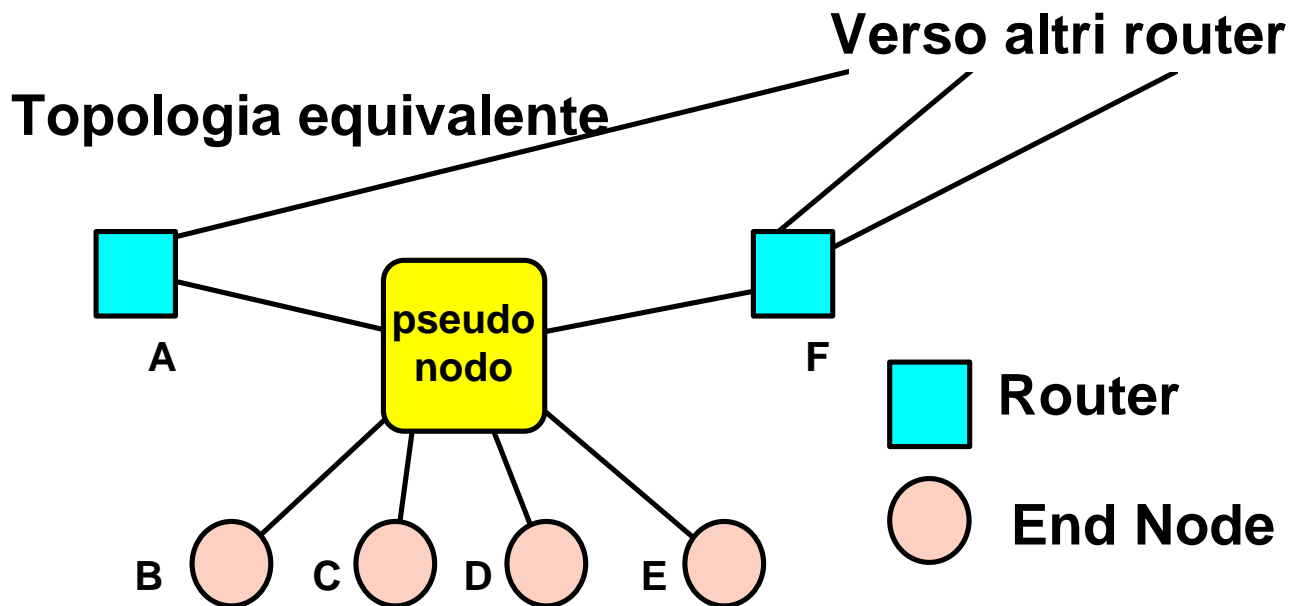 Verso altri router
Topologia equivalente
pseudo
nodo
A
F
Router
B
C
D
E
End Node